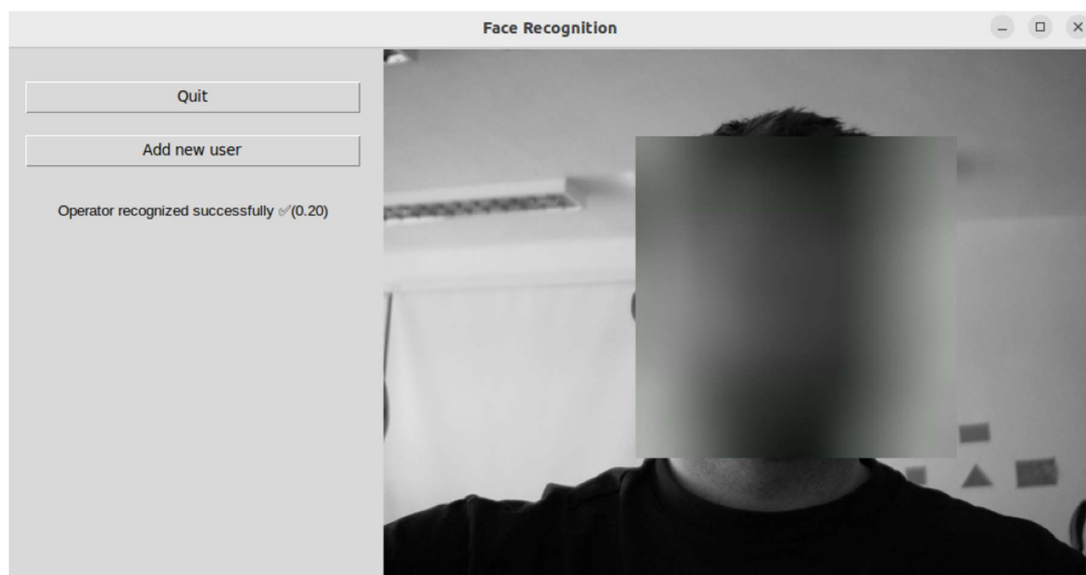 Face Recognition
Quit
Add new user
Operator recognized successfully ✅(0.20)